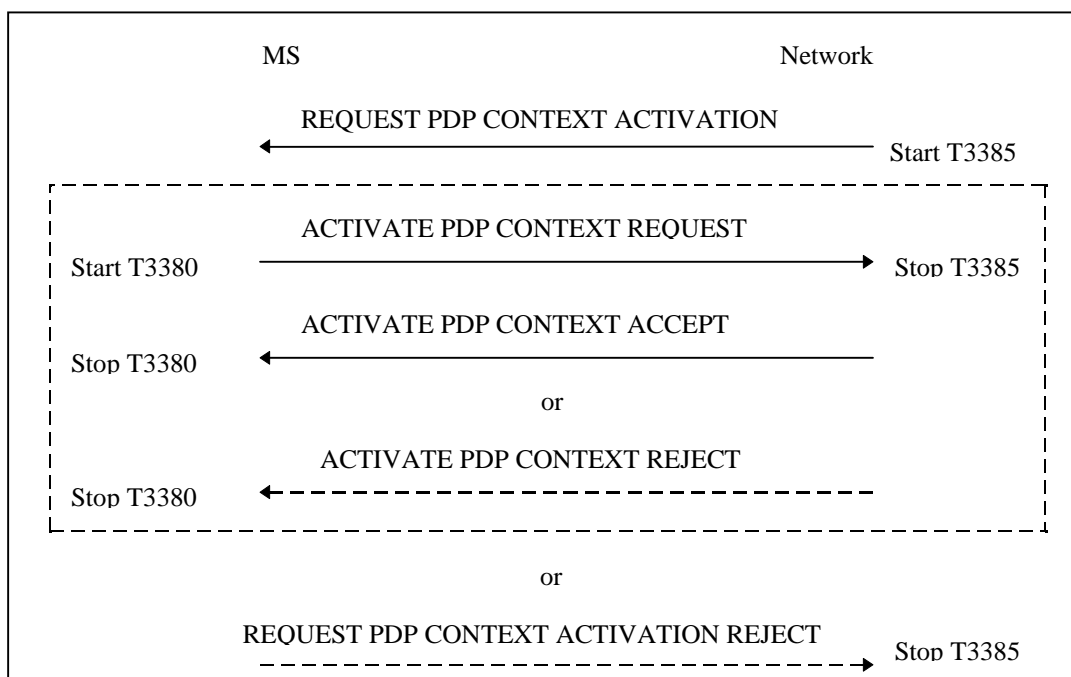 MS Network
REQUEST PDP CONTEXT ACTIVATION
Start T3385
ACTIVATE PDP CONTEXT REQUEST
Start T3380 Stop T3385
ACTIVATE PDP CONTEXT ACCEPT
Stop T3380
or
ACTIVATE PDP CONTEXT REJECT
Stop T3380
or
REQUEST PDP CONTEXT ACTIVATION REJECT
Stop T3385